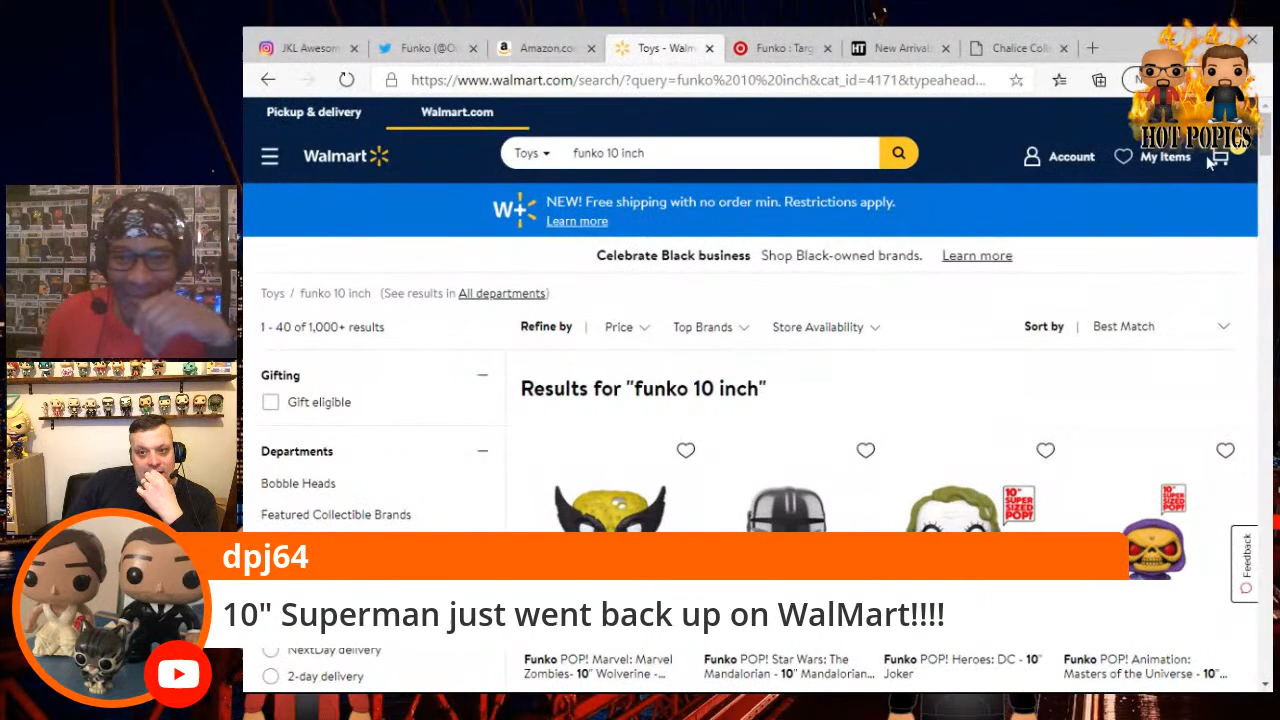 JKL Awesom
Funko (@O
Amazon.co
Toys - Walm
Funko : Targ
New Arrival
Chalice Coll
https://www.walmart.com/search/?query=funko%2010%20inch&cat_id=4171&typeahead...
HOT POPICS
Pickup & delivery
Walmart.com
Walmart
Toys
funko 10 inch
Account
My Items
W+
NEW! Free shipping with no order min. Restrictions apply.
Learn more
Celebrate Black business Shop Black-owned brands. Learn more
Toys / funko 10 inch (See results in All departments)
1 - 40 of 1,000+ results
Refine by
Price
Top Brands
Store Availability
Sort by
Best Match
Gifting
Gift eligible
Results for "funko 10 inch"
Departments
Bobble Heads
Featured Collectible Brands
10"
SUPER
SIZED
POP!
10"
SUPER
SIZED
POP!
Feedback
dpj64
10" Superman just went back up on WalMart!!!!
NextDay delivery
2-day delivery
Funko POP! Marvel: Marvel
Zombies- 10" Wolverine -...
Funko POP! Star Wars: The
Mandalorian - 10" Mandalorian...
Funko POP! Heroes: DC - 10"
Joker
Funko POP! Animation:
Masters of the Universe - 10"...